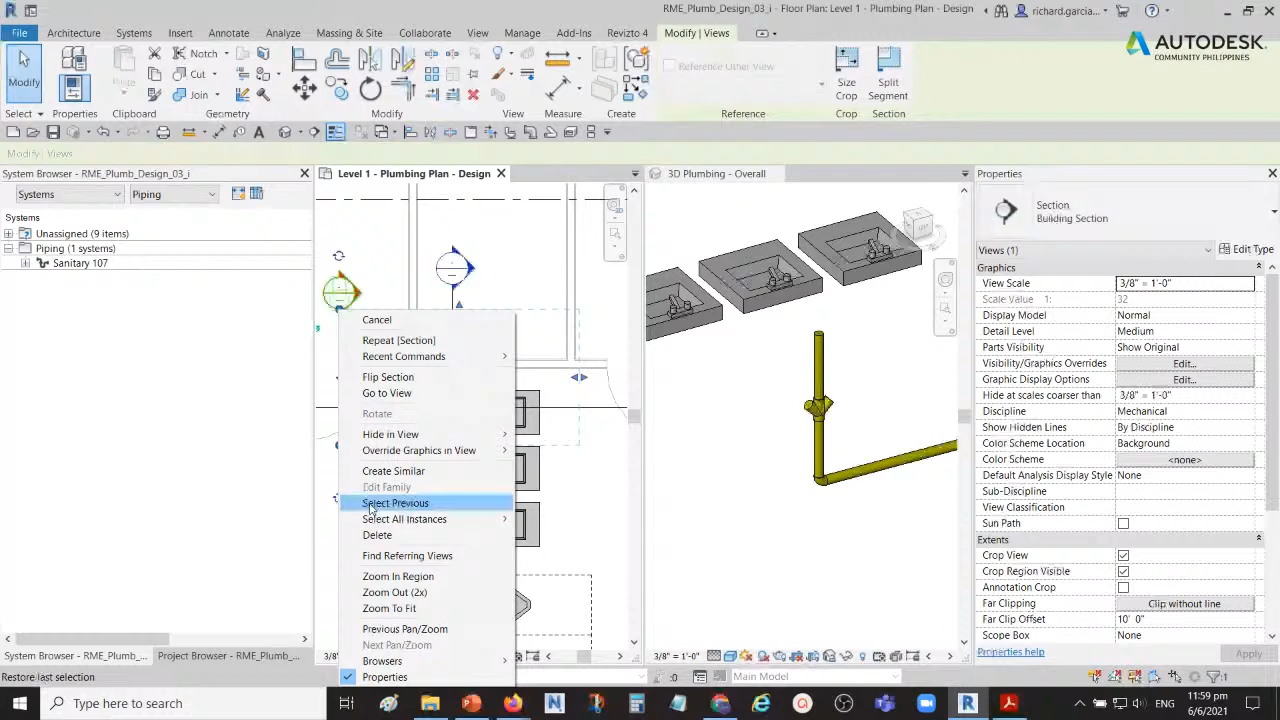 RME_Plumb_Design_03_i - Floor Plan: Level 1 - Plumbing Plan - Design
richard.garcia...
File Architecture Systems Insert Annotate Analyze Massing & Site Collaborate View Manage Add-Ins Revizto 4 Modify | Views
AUTODESK.
COMMUNITY PHILIPPINES
Notch
Cut
Join
Reference Other View
Modify
Paste
Size Crop
Split Segment
Select Properties Clipboard Geometry Modify View Measure Create Reference Crop Section
Modify | Views
System Browser - RME_Plumb_Design_03_i
Systems Piping
Systems
Unassigned (9 items)
Piping (1 systems)
Sanitary 107
System Browser - RME_Plumb_... Project Browser - RME_Plumb_...
Level 1 - Plumbing Plan - Design
3D Plumbing - Overall
Cancel
Repeat [Section]
Recent Commands
Flip Section
Go to View
Rotate
Hide in View
Override Graphics in View
Create Similar
Edit Family
Select Previous
Select All Instances
Delete
Find Referring Views
Zoom In Region
Zoom Out (2x)
Zoom To Fit
Previous Pan/Zoom
Next Pan/Zoom
Browsers
Properties
3/8" = 1'-0"
Properties
Section
Building Section
Views (1) Edit Type
Graphics
View Scale 3/8" = 1'-0"
Scale Value 1: 32
Display Model Normal
Detail Level Medium
Parts Visibility Show Original
Visibility/Graphics Overrides Edit...
Graphic Display Options Edit...
Hide at scales coarser than 3/8" = 1'-0"
Discipline Mechanical
Show Hidden Lines By Discipline
Color Scheme Location Background
Color Scheme <none>
Default Analysis Display Style None
Sub-Discipline
View Classification
Sun Path
Extents
Crop View
Crop Region Visible
Annotation Crop
Far Clipping Clip without line
Far Clip Offset 10' 0"
Scope Box None
Properties help Apply
Restore last selection
:0 Main Model :1
Type here to search
ENG
11:59 pm
6/6/2021